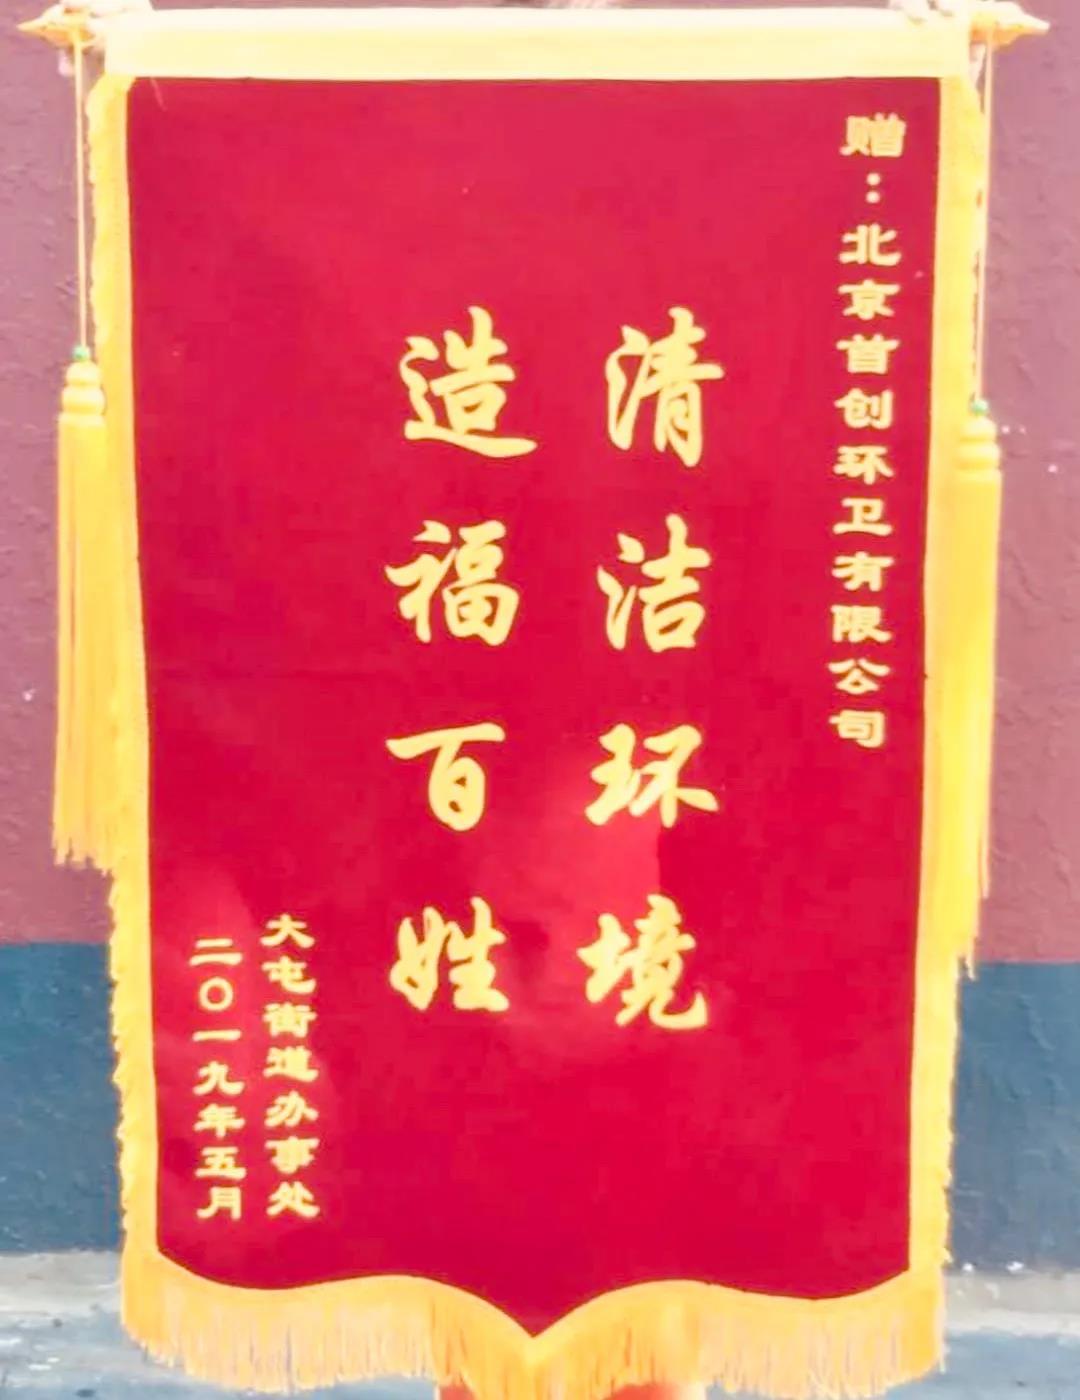 赠：北京首创环卫有限公司
清洁环境
造福百姓
大屯街道办事处
二〇一九年五月